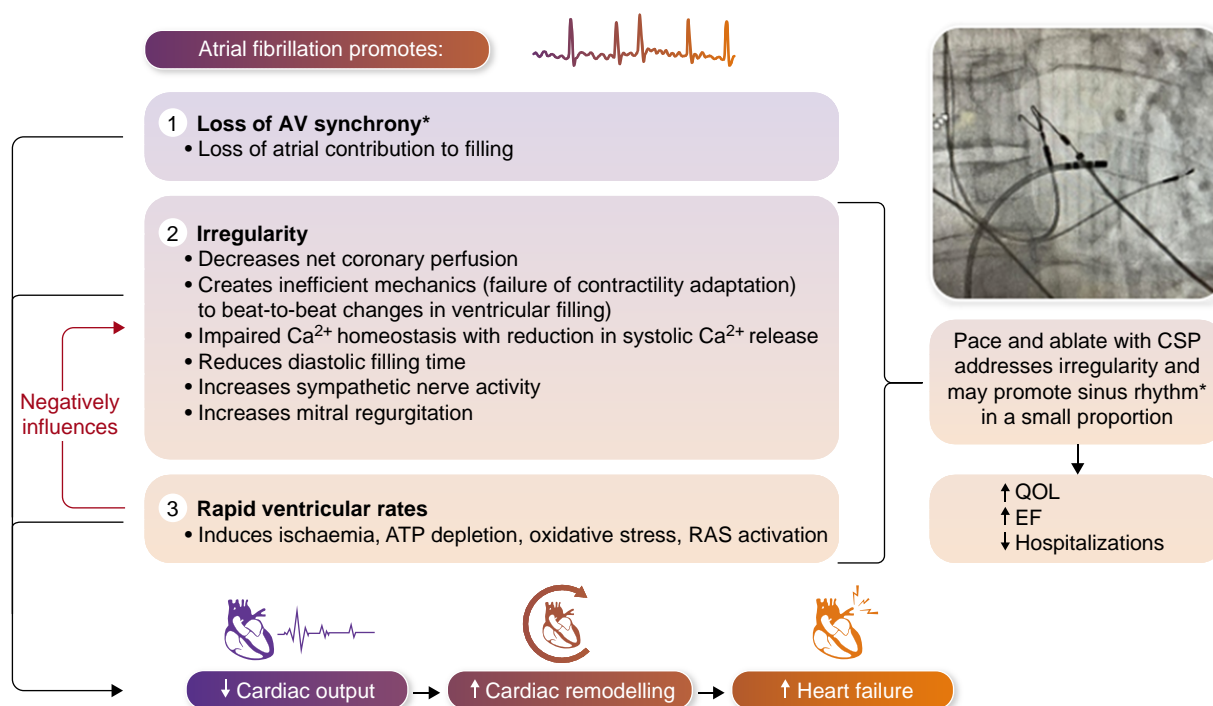 Atrial fibrillation promotes:
1 Loss of AV synchrony*
• Loss of atrial contribution to filling
2 Irregularity
• Decreases net coronary perfusion
• Creates inefficient mechanics (failure of contractility adaptation)
to beat-to-beat changes in ventricular filling)
• Impaired Ca²⁺ homeostasis with reduction in systolic Ca²⁺ release
• Reduces diastolic filling time
• Increases sympathetic nerve activity
• Increases mitral regurgitation
Negatively
influences
3 Rapid ventricular rates
• Induces ischaemia, ATP depletion, oxidative stress, RAS activation
Pace and ablate with CSP
addresses irregularity and
may promote sinus rhythm*
in a small proportion
↑ QOL
↑ EF
↓ Hospitalizations
↓ Cardiac output
↑ Cardiac remodelling
↑ Heart failure